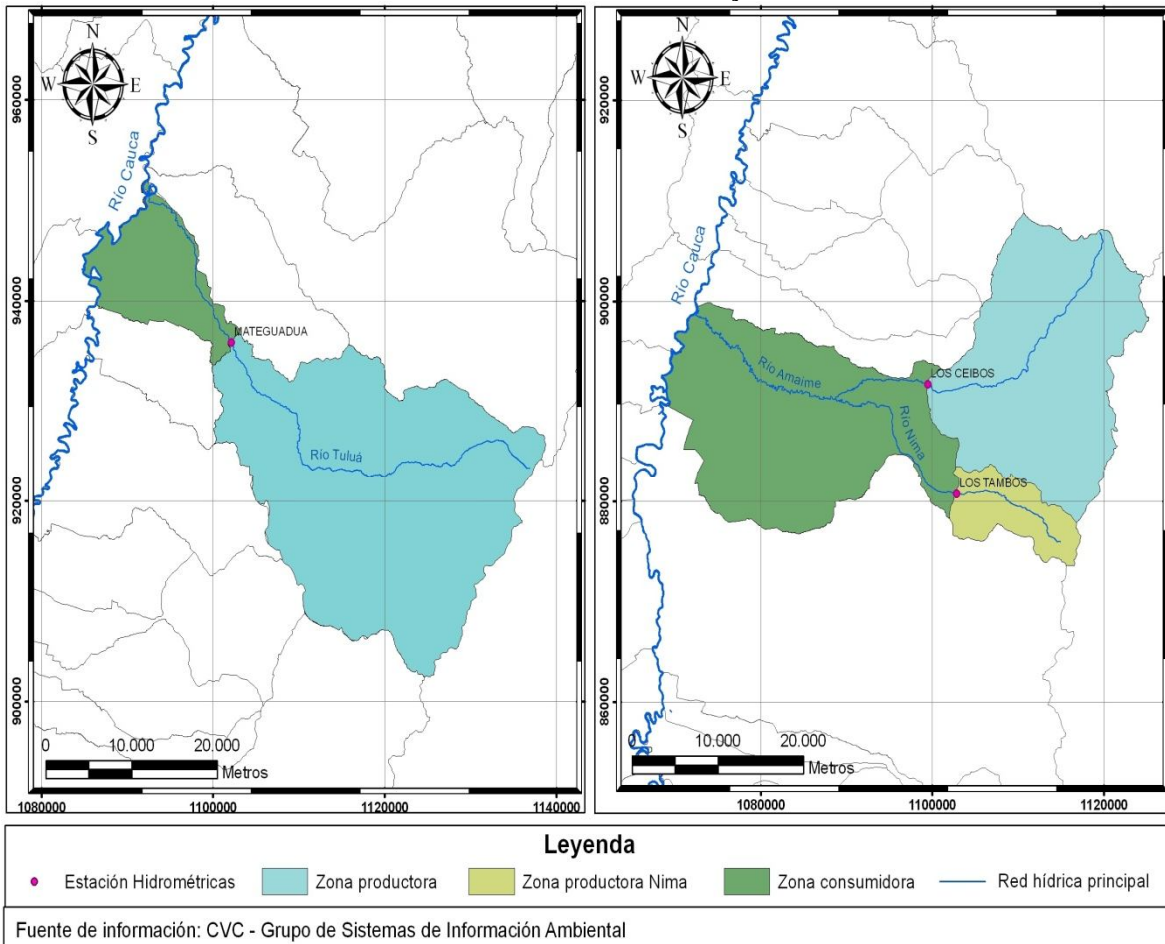 N
W E
S
Río Cauca
MATEGUADUA
Río Tuluá
960000
940000
920000
900000
0 10.000 20.000
Metros
1080000 1100000 1120000 1140000
N
W E
S
Río Cauca
LOS CEIBOS
Río Amaime
Río Nima
LOS TAMBOS
920000
900000
880000
860000
0 10.000 20.000
Metros
1080000 1100000 1120000
Leyenda
Estación Hidrométricas Zona productora Zona productora Nima Zona consumidora Red hídrica principal
Fuente de información: CVC - Grupo de Sistemas de Información Ambiental